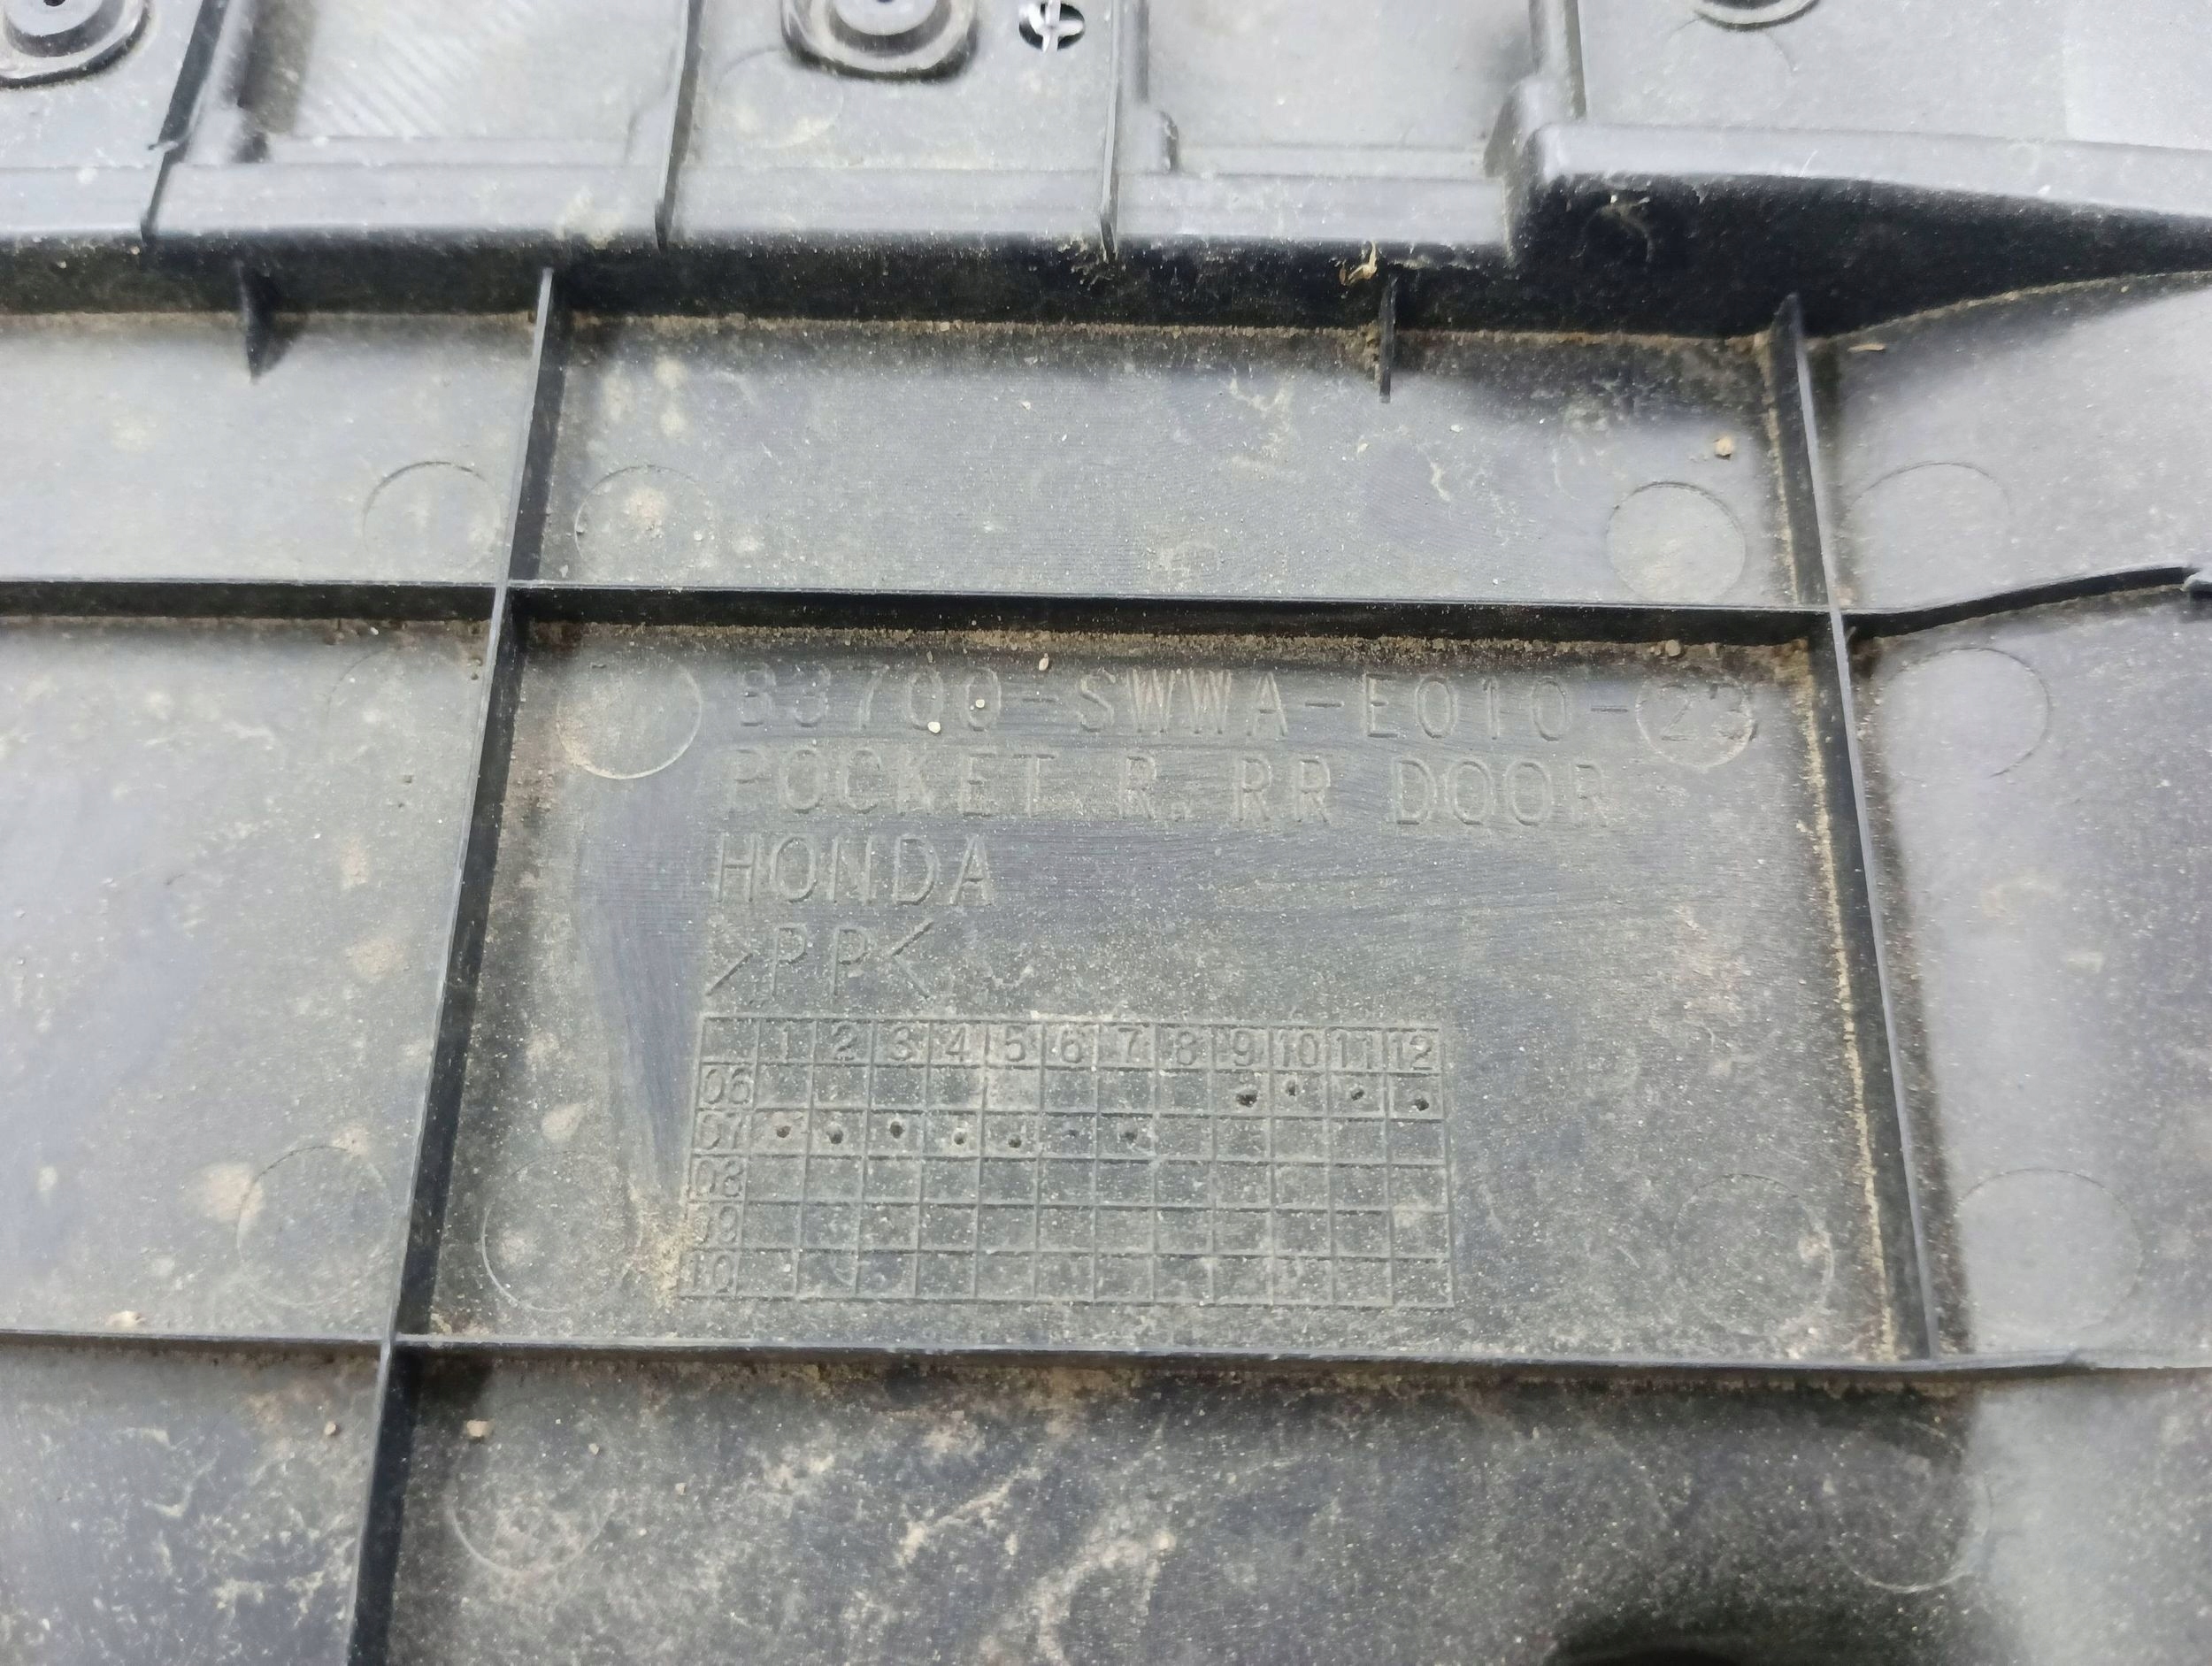 83700-SWWA-E010-23
POCKET R. RR DOOR
HONDA
>PP<
1 2 3 4 5 6 7 8 9 10 11 12
06
07
08
09
10